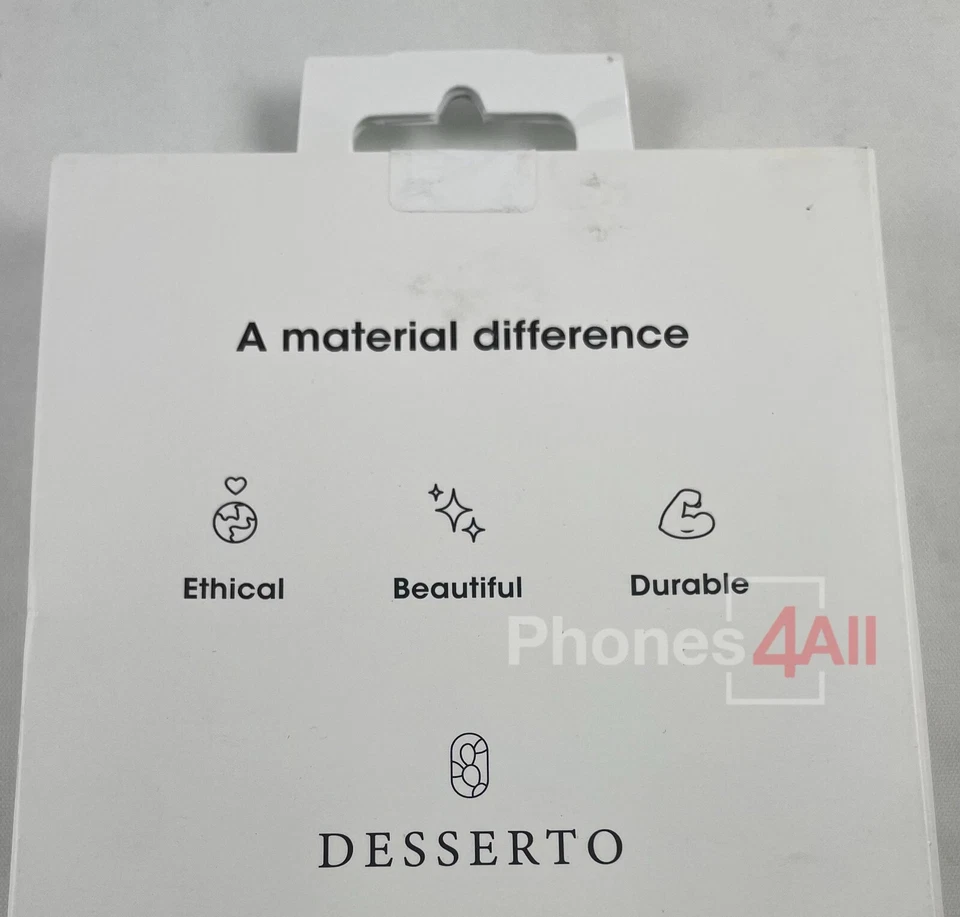 A material difference
Ethical Beautiful Durable
Phones4All
DESSERTO